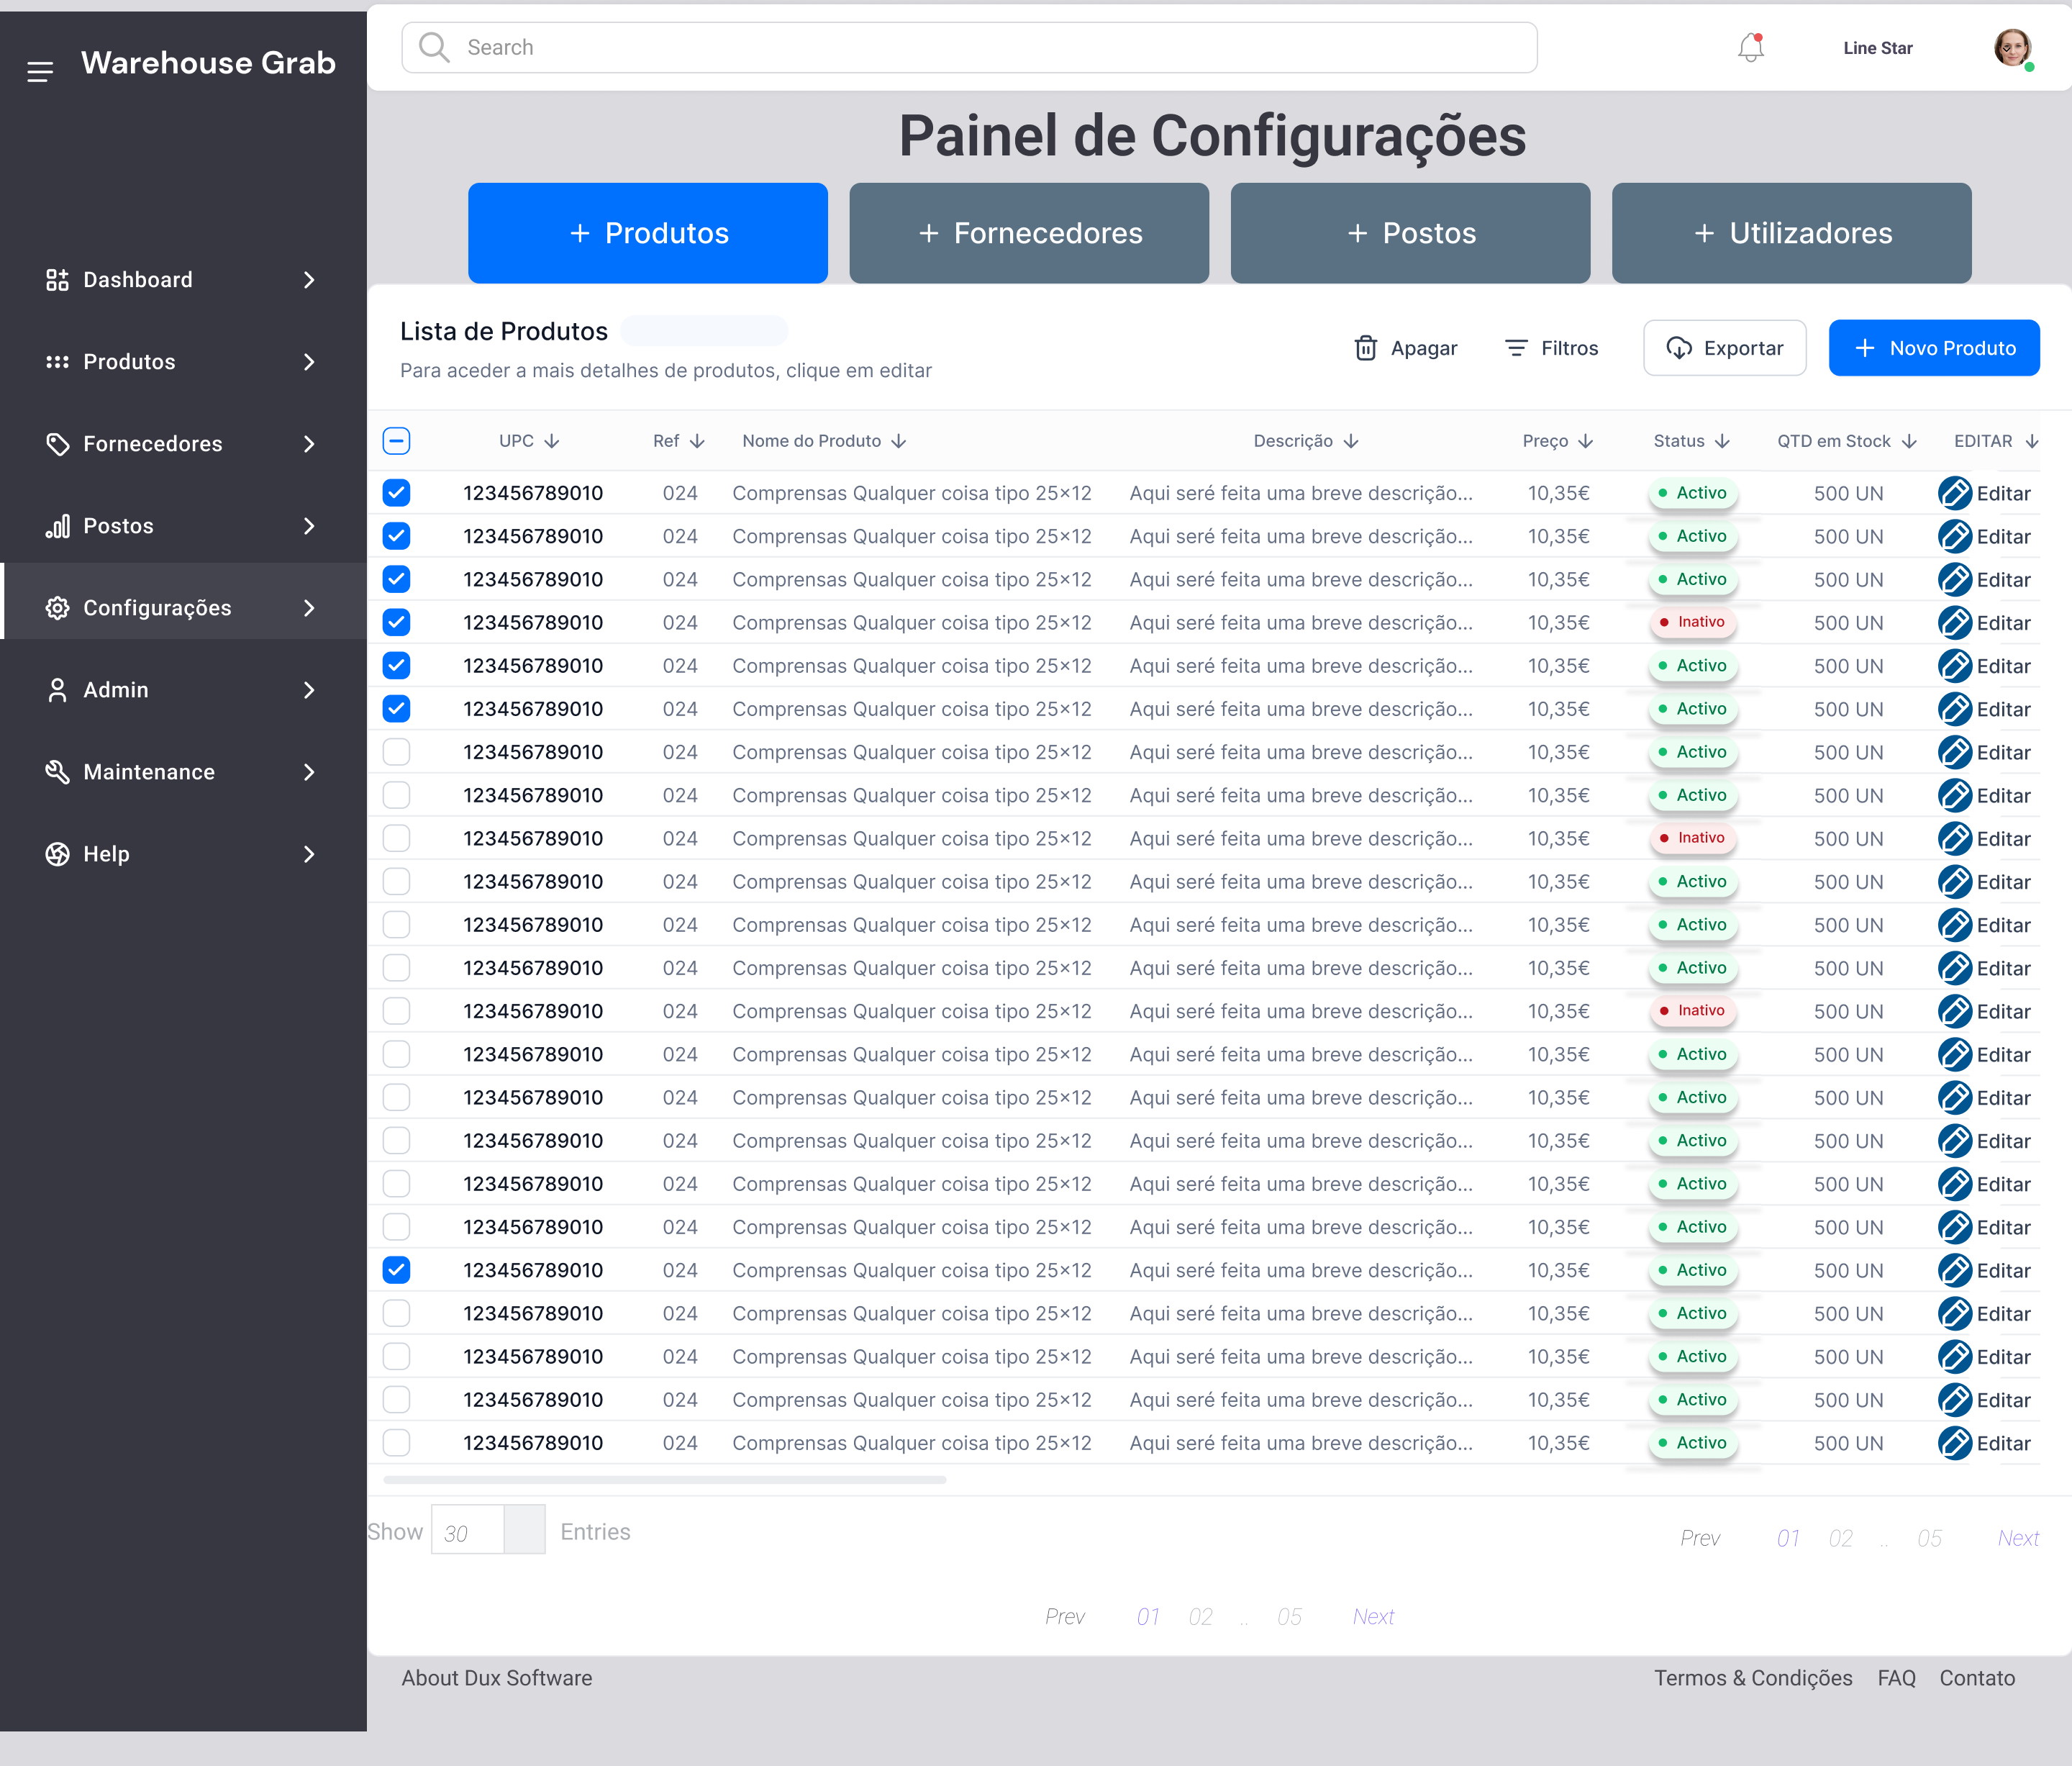 Warehouse Grab
Search
Line Star
Dashboard
Produtos
Fornecedores
Postos
Configurações
Admin
Maintenance
Help
Painel de Configurações
+ Produtos
+ Fornecedores
+ Postos
+ Utilizadores
Lista de Produtos
Para aceder a mais detalhes de produtos, clique em editar
Apagar
Filtros
Exportar
+ Novo Produto
UPC Ref Nome do Produto Descrição Preço Status QTD em Stock EDITAR
123456789010 024 Comprensas Qualquer coisa tipo 25×12 Aqui seré feita uma breve descrição... 10,35€ Activo 500 UN Editar
123456789010 024 Comprensas Qualquer coisa tipo 25×12 Aqui seré feita uma breve descrição... 10,35€ Activo 500 UN Editar
123456789010 024 Comprensas Qualquer coisa tipo 25×12 Aqui seré feita uma breve descrição... 10,35€ Activo 500 UN Editar
123456789010 024 Comprensas Qualquer coisa tipo 25×12 Aqui seré feita uma breve descrição... 10,35€ Inativo 500 UN Editar
123456789010 024 Comprensas Qualquer coisa tipo 25×12 Aqui seré feita uma breve descrição... 10,35€ Activo 500 UN Editar
123456789010 024 Comprensas Qualquer coisa tipo 25×12 Aqui seré feita uma breve descrição... 10,35€ Activo 500 UN Editar
123456789010 024 Comprensas Qualquer coisa tipo 25×12 Aqui seré feita uma breve descrição... 10,35€ Activo 500 UN Editar
123456789010 024 Comprensas Qualquer coisa tipo 25×12 Aqui seré feita uma breve descrição... 10,35€ Activo 500 UN Editar
123456789010 024 Comprensas Qualquer coisa tipo 25×12 Aqui seré feita uma breve descrição... 10,35€ Inativo 500 UN Editar
123456789010 024 Comprensas Qualquer coisa tipo 25×12 Aqui seré feita uma breve descrição... 10,35€ Activo 500 UN Editar
123456789010 024 Comprensas Qualquer coisa tipo 25×12 Aqui seré feita uma breve descrição... 10,35€ Activo 500 UN Editar
123456789010 024 Comprensas Qualquer coisa tipo 25×12 Aqui seré feita uma breve descrição... 10,35€ Activo 500 UN Editar
123456789010 024 Comprensas Qualquer coisa tipo 25×12 Aqui seré feita uma breve descrição... 10,35€ Inativo 500 UN Editar
123456789010 024 Comprensas Qualquer coisa tipo 25×12 Aqui seré feita uma breve descrição... 10,35€ Activo 500 UN Editar
123456789010 024 Comprensas Qualquer coisa tipo 25×12 Aqui seré feita uma breve descrição... 10,35€ Activo 500 UN Editar
123456789010 024 Comprensas Qualquer coisa tipo 25×12 Aqui seré feita uma breve descrição... 10,35€ Activo 500 UN Editar
123456789010 024 Comprensas Qualquer coisa tipo 25×12 Aqui seré feita uma breve descrição... 10,35€ Activo 500 UN Editar
123456789010 024 Comprensas Qualquer coisa tipo 25×12 Aqui seré feita uma breve descrição... 10,35€ Activo 500 UN Editar
123456789010 024 Comprensas Qualquer coisa tipo 25×12 Aqui seré feita uma breve descrição... 10,35€ Activo 500 UN Editar
123456789010 024 Comprensas Qualquer coisa tipo 25×12 Aqui seré feita uma breve descrição... 10,35€ Activo 500 UN Editar
123456789010 024 Comprensas Qualquer coisa tipo 25×12 Aqui seré feita uma breve descrição... 10,35€ Activo 500 UN Editar
123456789010 024 Comprensas Qualquer coisa tipo 25×12 Aqui seré feita uma breve descrição... 10,35€ Activo 500 UN Editar
123456789010 024 Comprensas Qualquer coisa tipo 25×12 Aqui seré feita uma breve descrição... 10,35€ Activo 500 UN Editar
Show 30 Entries
Prev 01 02 .. 05 Next
Prev 01 02 .. 05 Next
About Dux Software
Termos & Condições FAQ Contato